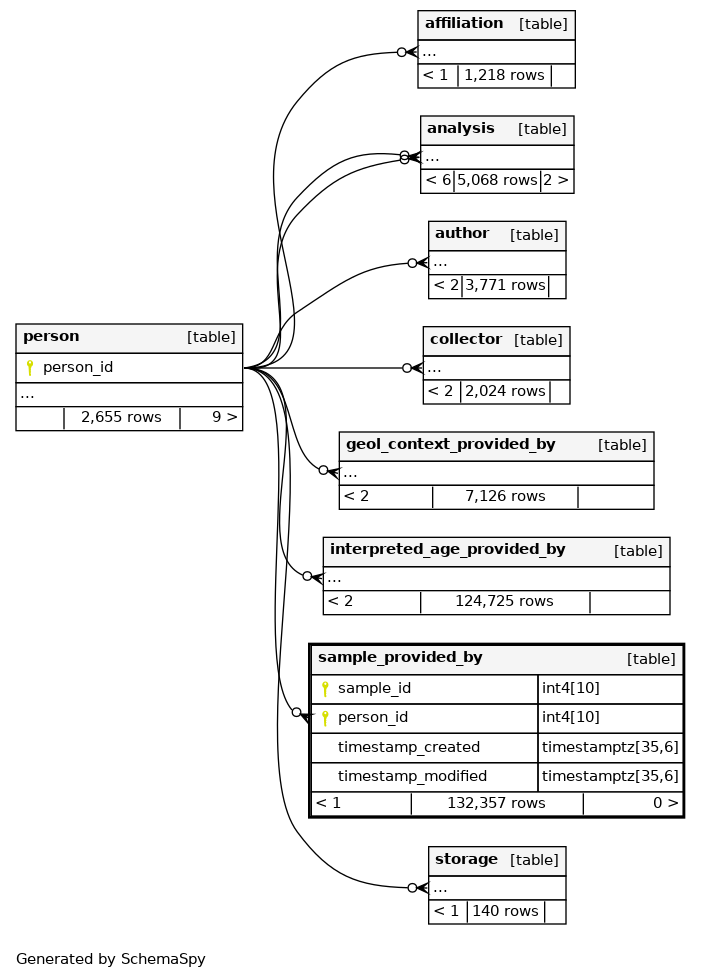 affiliation [table]
...
< 1 1,218 rows
analysis [table]
...
< 6 5,068 rows 2 >
author [table]
...
< 2 3,771 rows
person [table]
person_id
...
2,655 rows 9 >
collector [table]
...
< 2 2,024 rows
geol_context_provided_by [table]
...
< 2 7,126 rows
interpreted_age_provided_by [table]
...
< 2 124,725 rows
sample_provided_by [table]
sample_id int4[10]
person_id int4[10]
timestamp_created timestamptz[35,6]
timestamp_modified timestamptz[35,6]
< 1 132,357 rows 0 >
storage [table]
...
< 1 140 rows
Generated by SchemaSpy